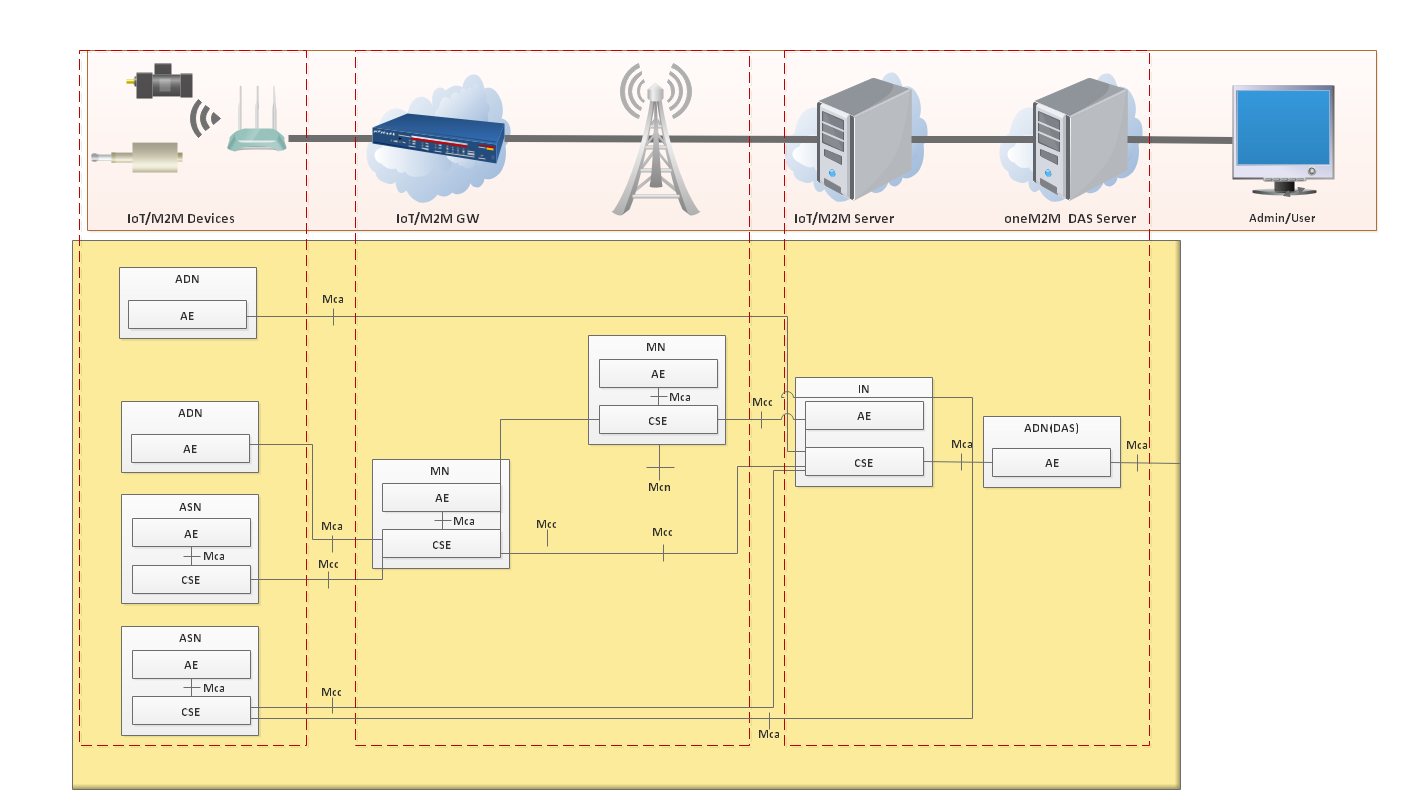 IoT/M2M Devices
IoT/M2M GW
IoT/M2M Server
oneM2M DAS Server
Admin/User
ADN
AE
Mca
ADN
AE
ASN
AE
Mca
CSE
Mca
Mcc
ASN
AE
Mca
CSE
Mcc
MN
AE
Mca
CSE
Mcc
Mcc
MN
AE
Mca
CSE
Mcn
Mcc
IN
AE
CSE
Mca
ADN(DAS)
AE
Mca
Mca